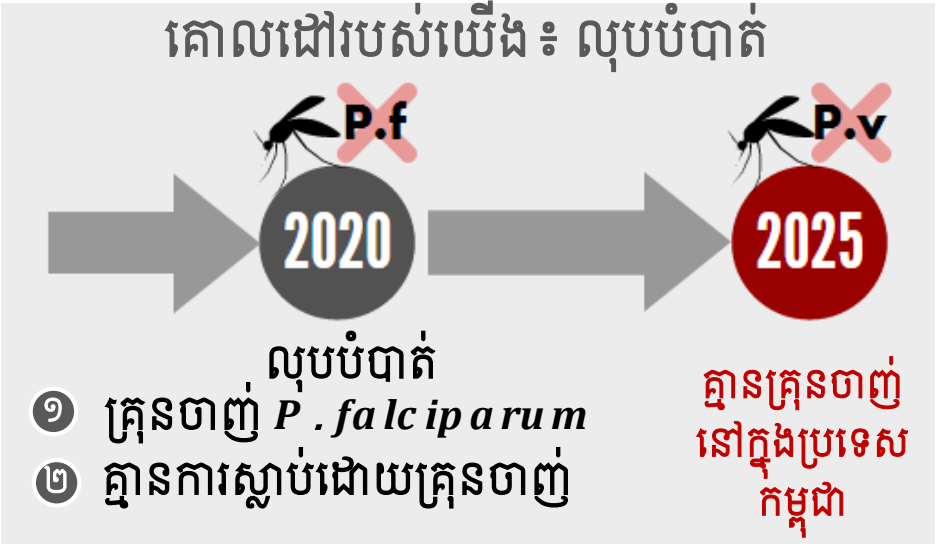 គោលដៅរបស់យើង៖ លុបបំបាត់
P.f
P.v
2020
2025
លុបបំបាត់
១ គ្រុនចាញ់ P. falciparum
២ គ្មានការស្លាប់ដោយគ្រុនចាញ់
គ្មានគ្រុនចាញ់
នៅក្នុងប្រទេស
កម្ពុជា